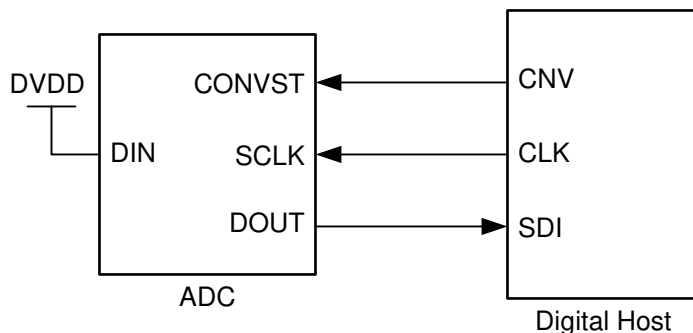 DVDD
DIN
CONVST
SCLK
DOUT
ADC
CNV
CLK
SDI
Digital Host